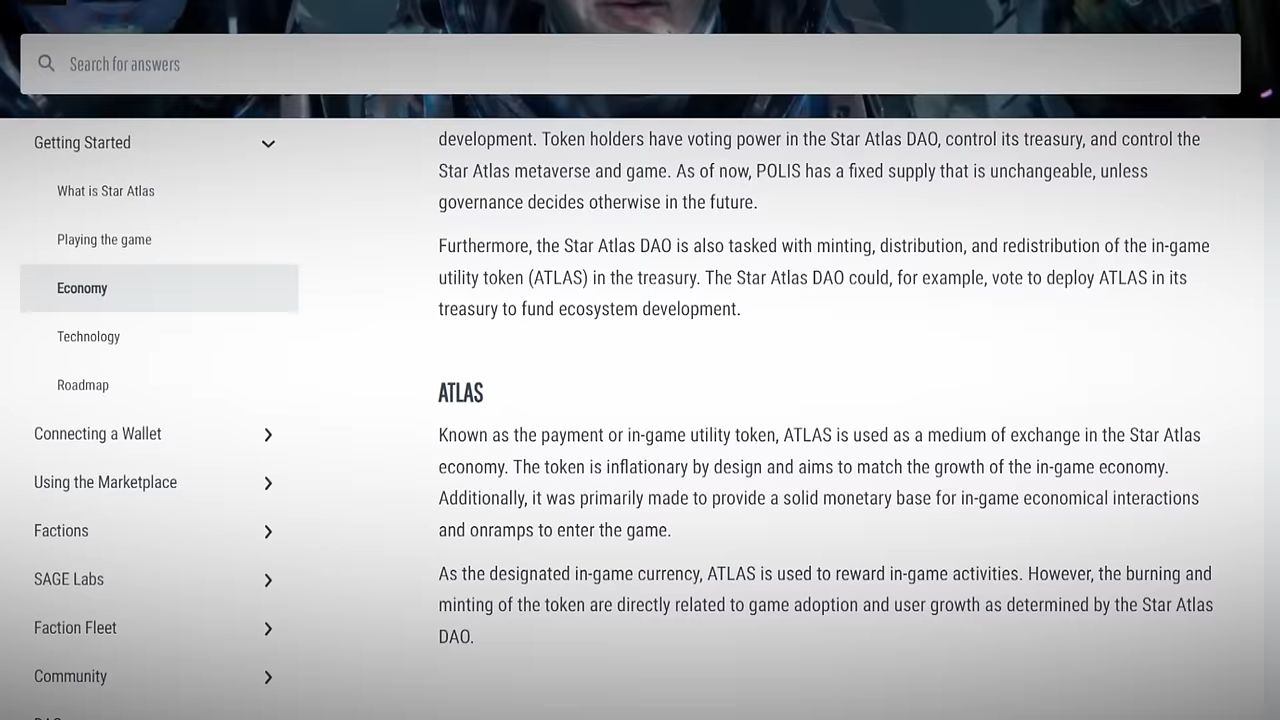 Search for answers
Getting Started
What is Star Atlas
Playing the game
Economy
Technology
Roadmap
Connecting a Wallet
Using the Marketplace
Factions
SAGE Labs
Faction Fleet
Community
development. Token holders have voting power in the Star Atlas DAO, control its treasury, and control the
Star Atlas metaverse and game. As of now, POLIS has a fixed supply that is unchangeable, unless
governance decides otherwise in the future.
Furthermore, the Star Atlas DAO is also tasked with minting, distribution, and redistribution of the in-game
utility token (ATLAS) in the treasury. The Star Atlas DAO could, for example, vote to deploy ATLAS in its
treasury to fund ecosystem development.
ATLAS
Known as the payment or in-game utility token, ATLAS is used as a medium of exchange in the Star Atlas
economy. The token is inflationary by design and aims to match the growth of the in-game economy.
Additionally, it was primarily made to provide a solid monetary base for in-game economical interactions
and onramps to enter the game.
As the designated in-game currency, ATLAS is used to reward in-game activities. However, the burning and
minting of the token are directly related to game adoption and user growth as determined by the Star Atlas
DAO.